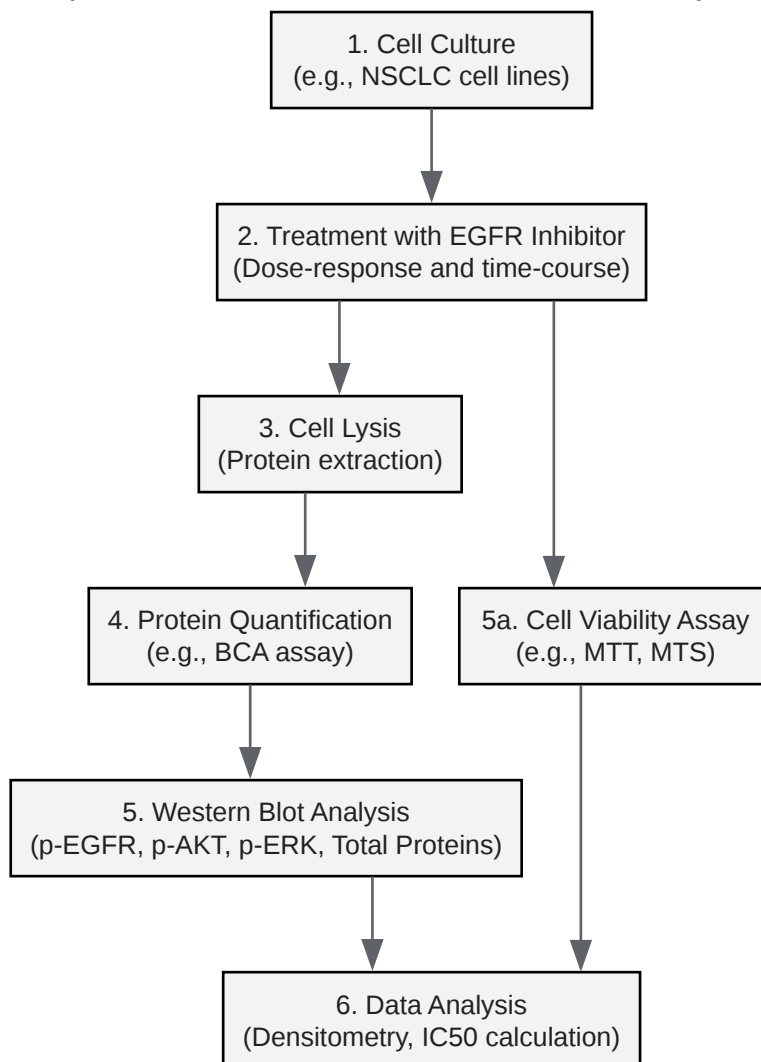 1. Cell Culture
(e.g., NSCLC cell lines)
2. Treatment with EGFR Inhibitor
(Dose-response and time-course)
3. Cell Lysis
(Protein extraction)
4. Protein Quantification
(e.g., BCA assay)
5a. Cell Viability Assay
(e.g., MTT, MTS)
5. Western Blot Analysis
(p-EGFR, p-AKT, p-ERK, Total Proteins)
6. Data Analysis
(Densitometry, IC50 calculation)